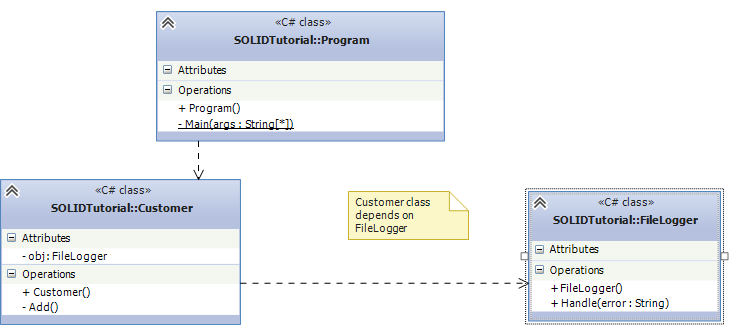 «C# class»
SOLIDTutorial::Program
Attributes
Operations
+ Program()
- Main(args : String[*])
«C# class»
SOLIDTutorial::Customer
Attributes
- obj: FileLogger
Operations
+ Customer()
- Add()
Customer class
depends on
FileLogger
«C# class»
SOLIDTutorial::FileLogger
Attributes
Operations
+ FileLogger()
+ Handle(error : String)